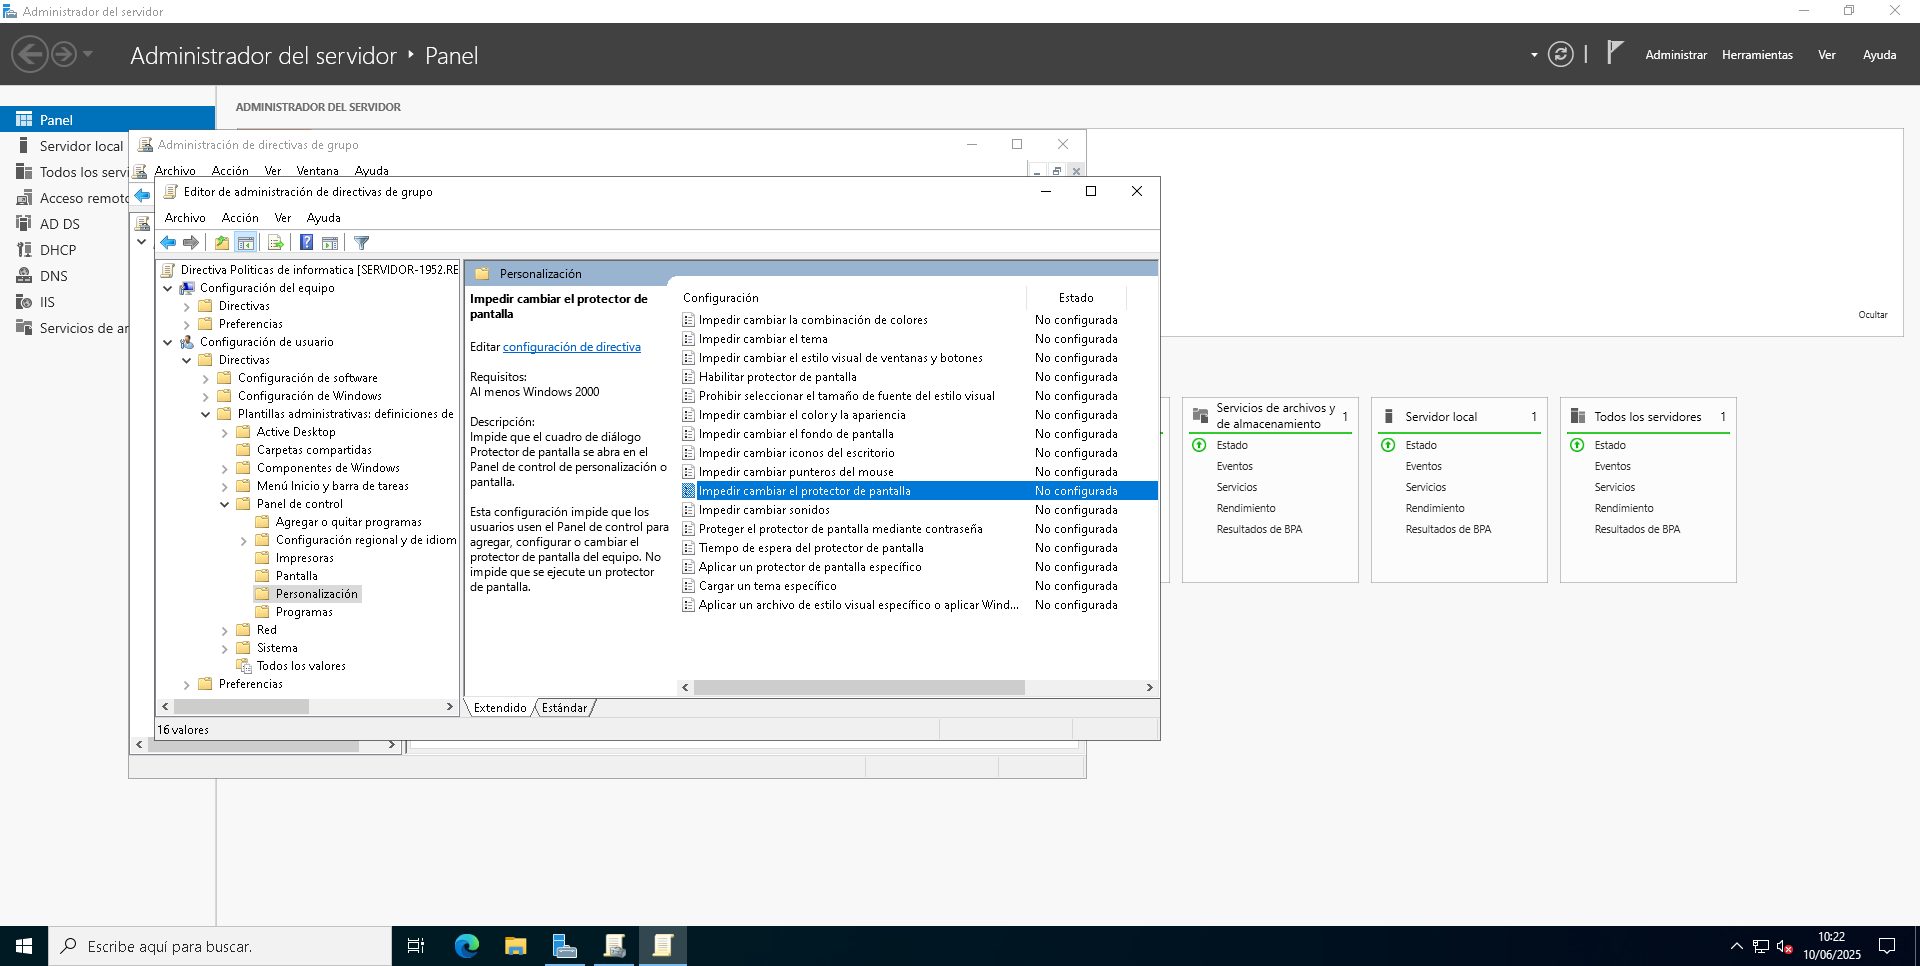 Administrador del servidor
Administrador del servidor ‣ Panel
Administrar Herramientas Ver Ayuda
Panel
Servidor local
Todos los servi
Acceso remoto
AD DS
DHCP
DNS
IIS
Servicios de ar
ADMINISTRADOR DEL SERVIDOR
Ocultar
Administración de directivas de grupo
Archivo Acción Ver Ventana Ayuda
Editor de administración de directivas de grupo
Archivo Acción Ver Ayuda
Directiva Politicas de informatica [SERVIDOR-1952.RE
Configuración del equipo
Directivas
Preferencias
Configuración de usuario
Directivas
Configuración de software
Configuración de Windows
Plantillas administrativas: definiciones de
Active Desktop
Carpetas compartidas
Componentes de Windows
Menú Inicio y barra de tareas
Panel de control
Agregar o quitar programas
Configuración regional y de idiom
Impresoras
Pantalla
Personalización
Programas
Red
Sistema
Todos los valores
Preferencias
Personalización
Impedir cambiar el protector de
pantalla
Editar configuración de directiva
Requisitos:
Al menos Windows 2000
Descripción:
Impide que el cuadro de diálogo
Protector de pantalla se abra en el
Panel de control de personalización o
pantalla.
Esta configuración impide que los
usuarios usen el Panel de control para
agregar, configurar o cambiar el
protector de pantalla del equipo. No
impide que se ejecute un protector
de pantalla.
Configuración Estado
Impedir cambiar la combinación de colores No configurada
Impedir cambiar el tema No configurada
Impedir cambiar el estilo visual de ventanas y botones No configurada
Habilitar protector de pantalla No configurada
Prohibir seleccionar el tamaño de fuente del estilo visual No configurada
Impedir cambiar el color y la apariencia No configurada
Impedir cambiar el fondo de pantalla No configurada
Impedir cambiar iconos del escritorio No configurada
Impedir cambiar punteros del mouse No configurada
Impedir cambiar el protector de pantalla No configurada
Impedir cambiar sonidos No configurada
Proteger el protector de pantalla mediante contraseña No configurada
Tiempo de espera del protector de pantalla No configurada
Aplicar un protector de pantalla específico No configurada
Cargar un tema específico No configurada
Aplicar un archivo de estilo visual específico o aplicar Wind... No configurada
Extendido Estándar
16 valores
Servicios de archivos y
de almacenamiento 1
Estado
Eventos
Servicios
Rendimiento
Resultados de BPA
Servidor local 1
Estado
Eventos
Servicios
Rendimiento
Resultados de BPA
Todos los servidores 1
Estado
Eventos
Servicios
Rendimiento
Resultados de BPA
Escribe aquí para buscar.
10:22
10/06/2025